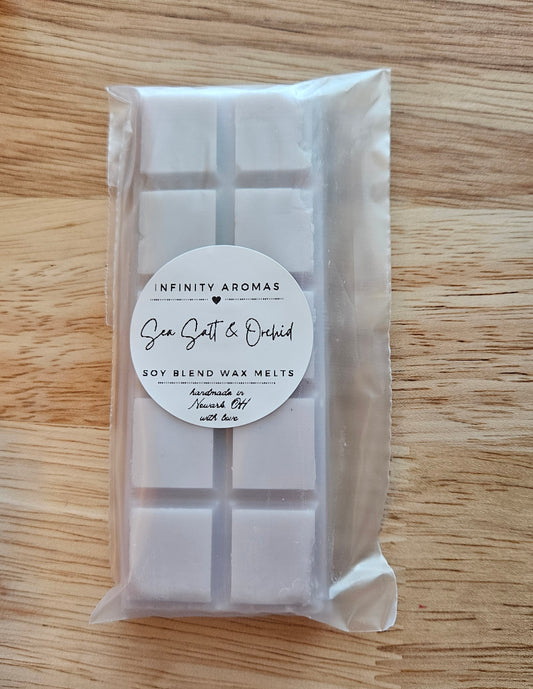 INFINITY AROMAS
Sea Salt & Orchid
SOY BLEND WAX MELTS
handmade in
Newark OH
with love